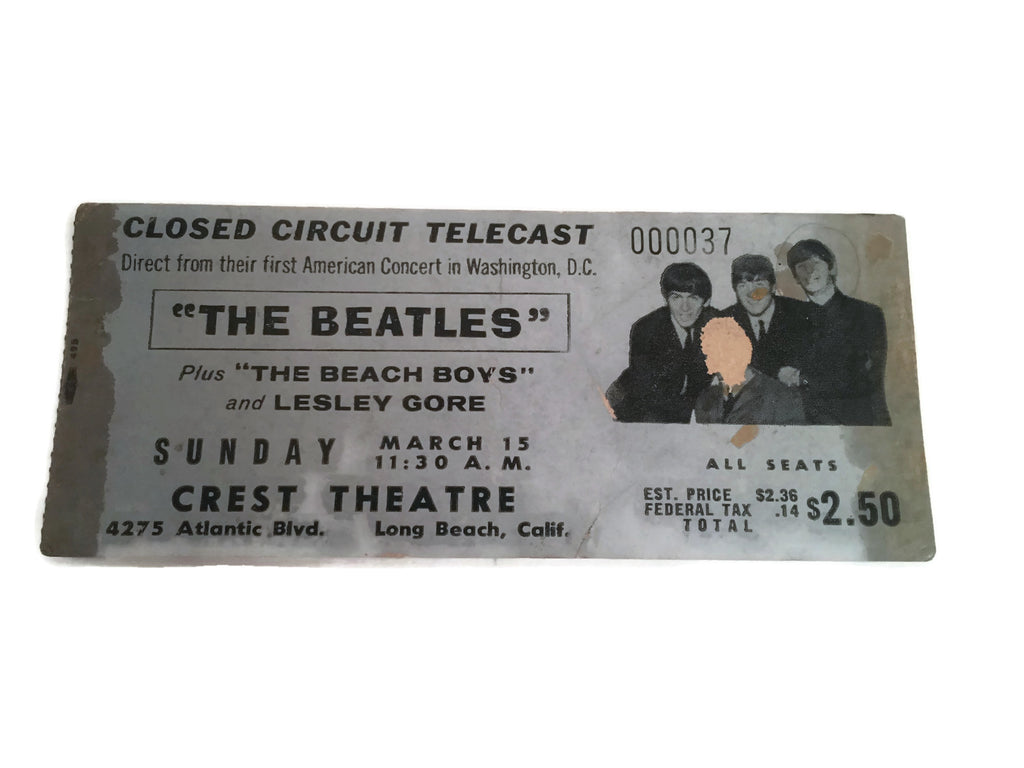 CLOSED CIRCUIT TELECAST
Direct from their first American Concert in Washington, D.C.
"THE BEATLES"
Plus "THE BEACH BOYS"
and LESLEY GORE
SUNDAY MARCH 15
11:30 A. M.
CREST THEATRE
4275 Atlantic Blvd. Long Beach, Calif.
000037
ALL SEATS
EST. PRICE $2.36
FEDERAL TAX .14
TOTAL $2.50
495